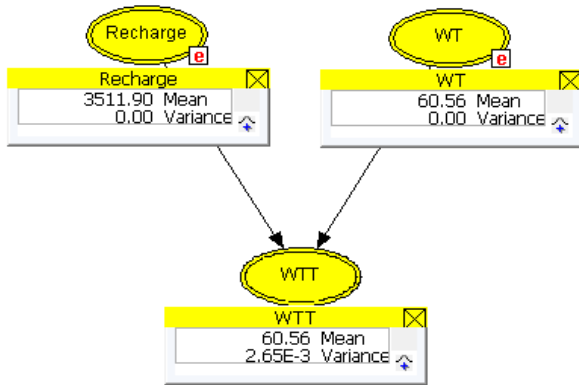 Recharge
e
WT
e
Recharge
3511.90 Mean
0.00 Variance
WT
60.56 Mean
0.00 Variance
WTT
WTT
60.56 Mean
2.65E-3 Variance